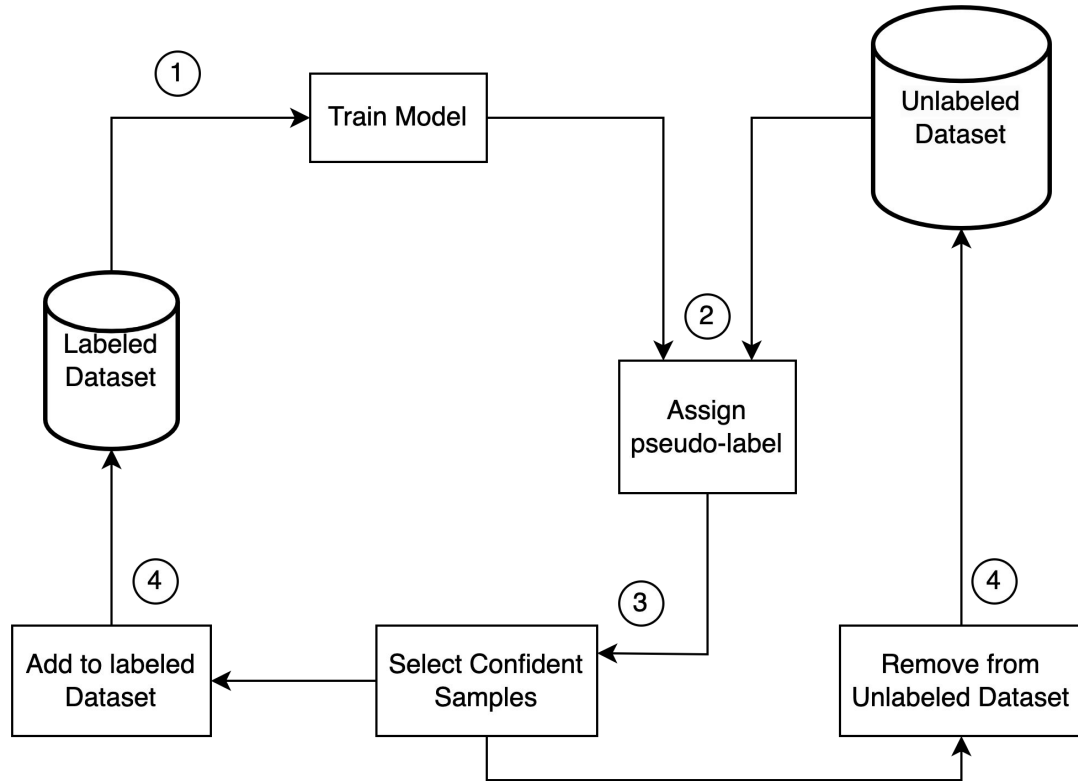 1
Train Model
Unlabeled
Dataset
2
Labeled
Dataset
Assign
pseudo-label
3
4
4
Add to labeled
Dataset
Select Confident
Samples
Remove from
Unlabeled Dataset